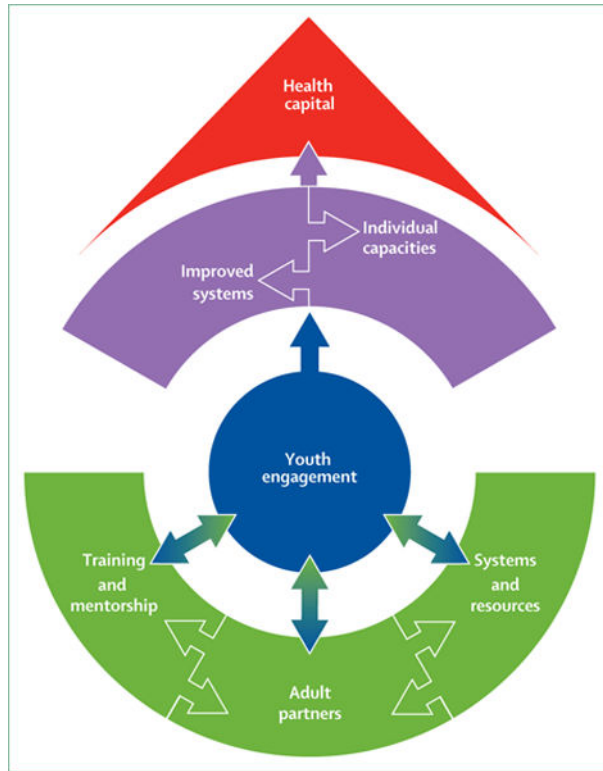 Health
capital
Individual
capacities
Improved
systems
Youth
engagement
Training
and
mentorship
Systems
and
resources
Adult
partners